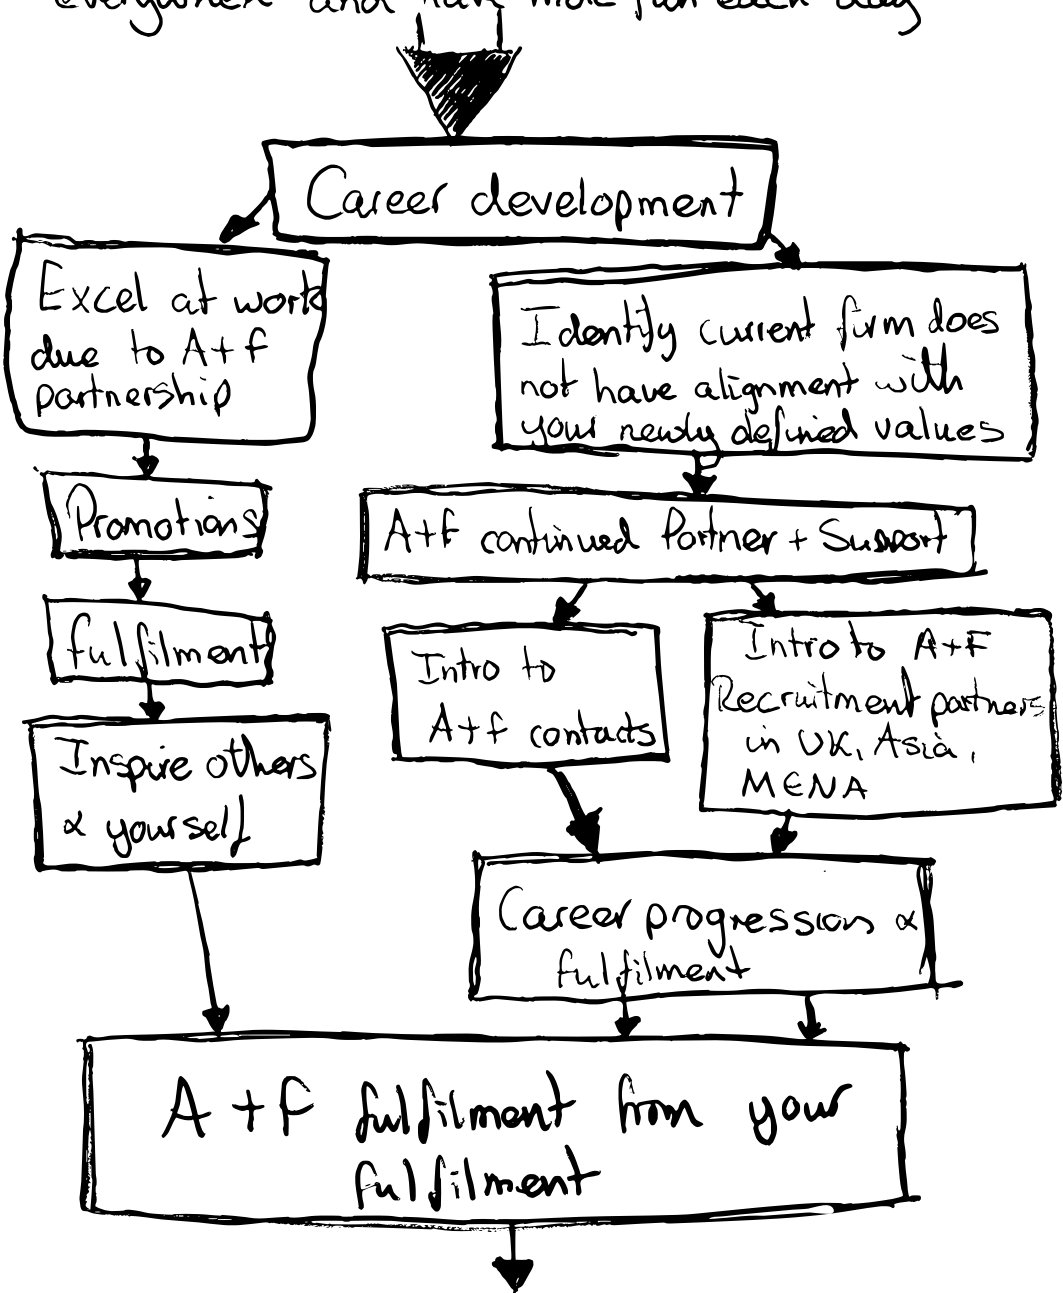 everywhere and have more fun each day
Career development
Excel at work
due to A+F
partnership
Promotions
fulfilment
Inspire others
& yourself
Identify current firm does
not have alignment with
your newly defined values
A+F continued Partner + Support
Intro to
A+F contacts
Intro to A+F
Recruitment partners
in UK, Asia,
MENA
Career progression &
fulfilment
A+F fulfilment from your
fulfilment